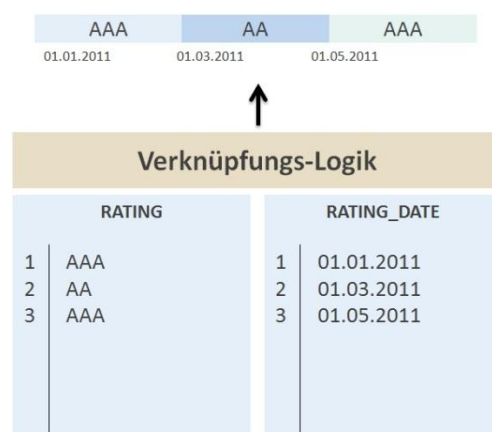 AAA AA AAA
01.01.2011 01.03.2011 01.05.2011
Verknüpfungs-Logik
RATING RATING_DATE
1 AAA 1 01.01.2011
2 AA 2 01.03.2011
3 AAA 3 01.05.2011